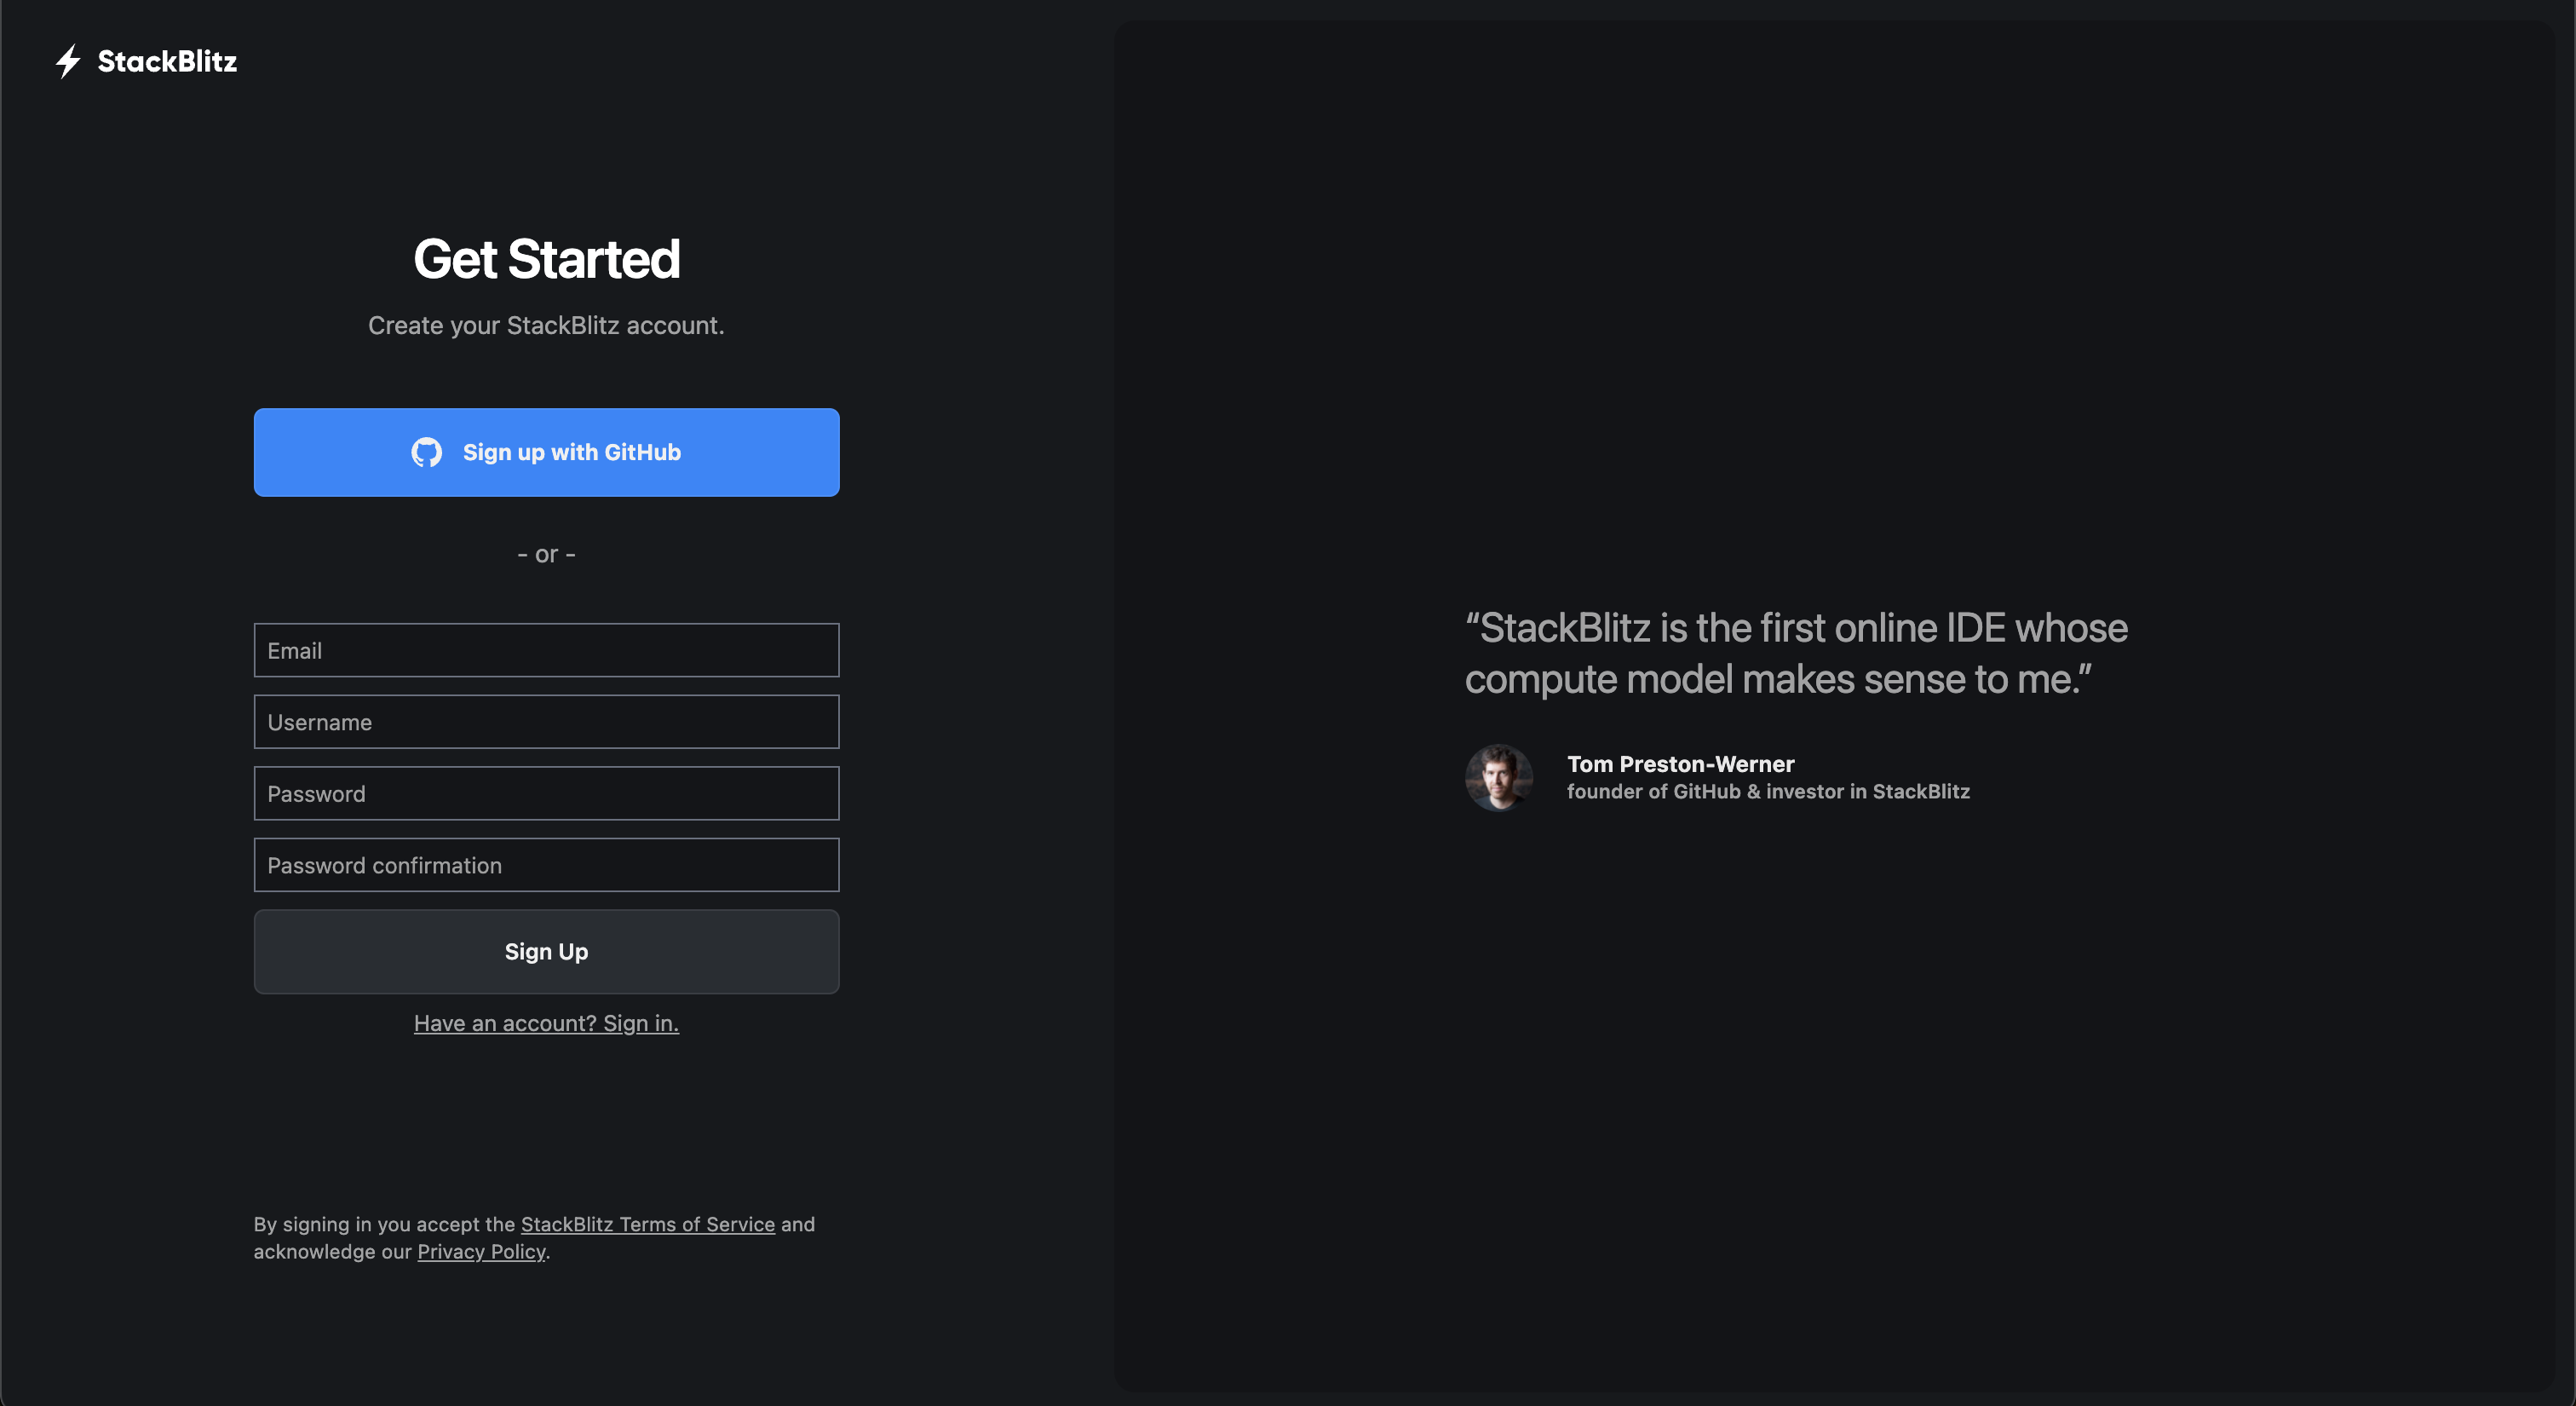 StackBlitz
Get Started
Create your StackBlitz account.
Sign up with GitHub
- or -
Email
Username
Password
Password confirmation
Sign Up
Have an account? Sign in.
By signing in you accept the StackBlitz Terms of Service and
acknowledge our Privacy Policy.
“StackBlitz is the first online IDE whose
compute model makes sense to me.”
Tom Preston-Werner
founder of GitHub & investor in StackBlitz